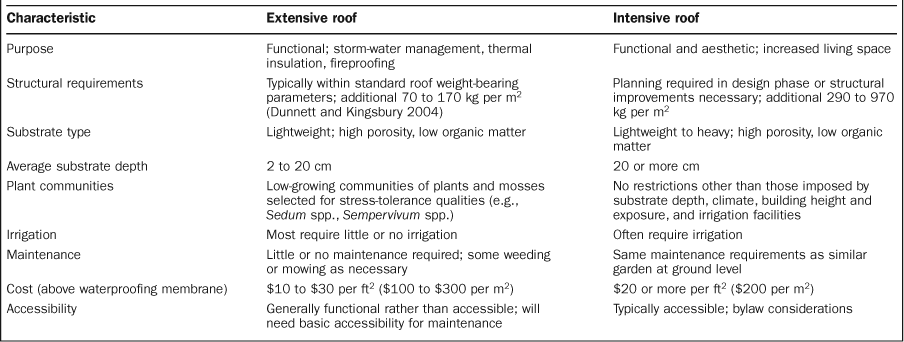 Characteristic Extensive roof Intensive roof
Purpose Functional; storm-water management, thermal Functional and aesthetic; increased living space
insulation, fireproofing
Structural requirements Typically within standard roof weight-bearing Planning required in design phase or structural
parameters; additional 70 to 170 kg per m² improvements necessary; additional 290 to 970
(Dunnett and Kingsbury 2004) kg per m²
Substrate type Lightweight; high porosity, low organic matter Lightweight to heavy; high porosity, low organic
matter
Average substrate depth 2 to 20 cm 20 or more cm
Plant communities Low-growing communities of plants and mosses No restrictions other than those imposed by
selected for stress-tolerance qualities (e.g., substrate depth, climate, building height and
Sedum spp., Sempervivum spp.) exposure, and irrigation facilities
Irrigation Most require little or no irrigation Often require irrigation
Maintenance Little or no maintenance required; some weeding Same maintenance requirements as similar
or mowing as necessary garden at ground level
Cost (above waterproofing membrane) $10 to $30 per ft² ($100 to $300 per m²) $20 or more per ft² ($200 per m²)
Accessibility Generally functional rather than accessible; will Typically accessible; bylaw considerations
need basic accessibility for maintenance